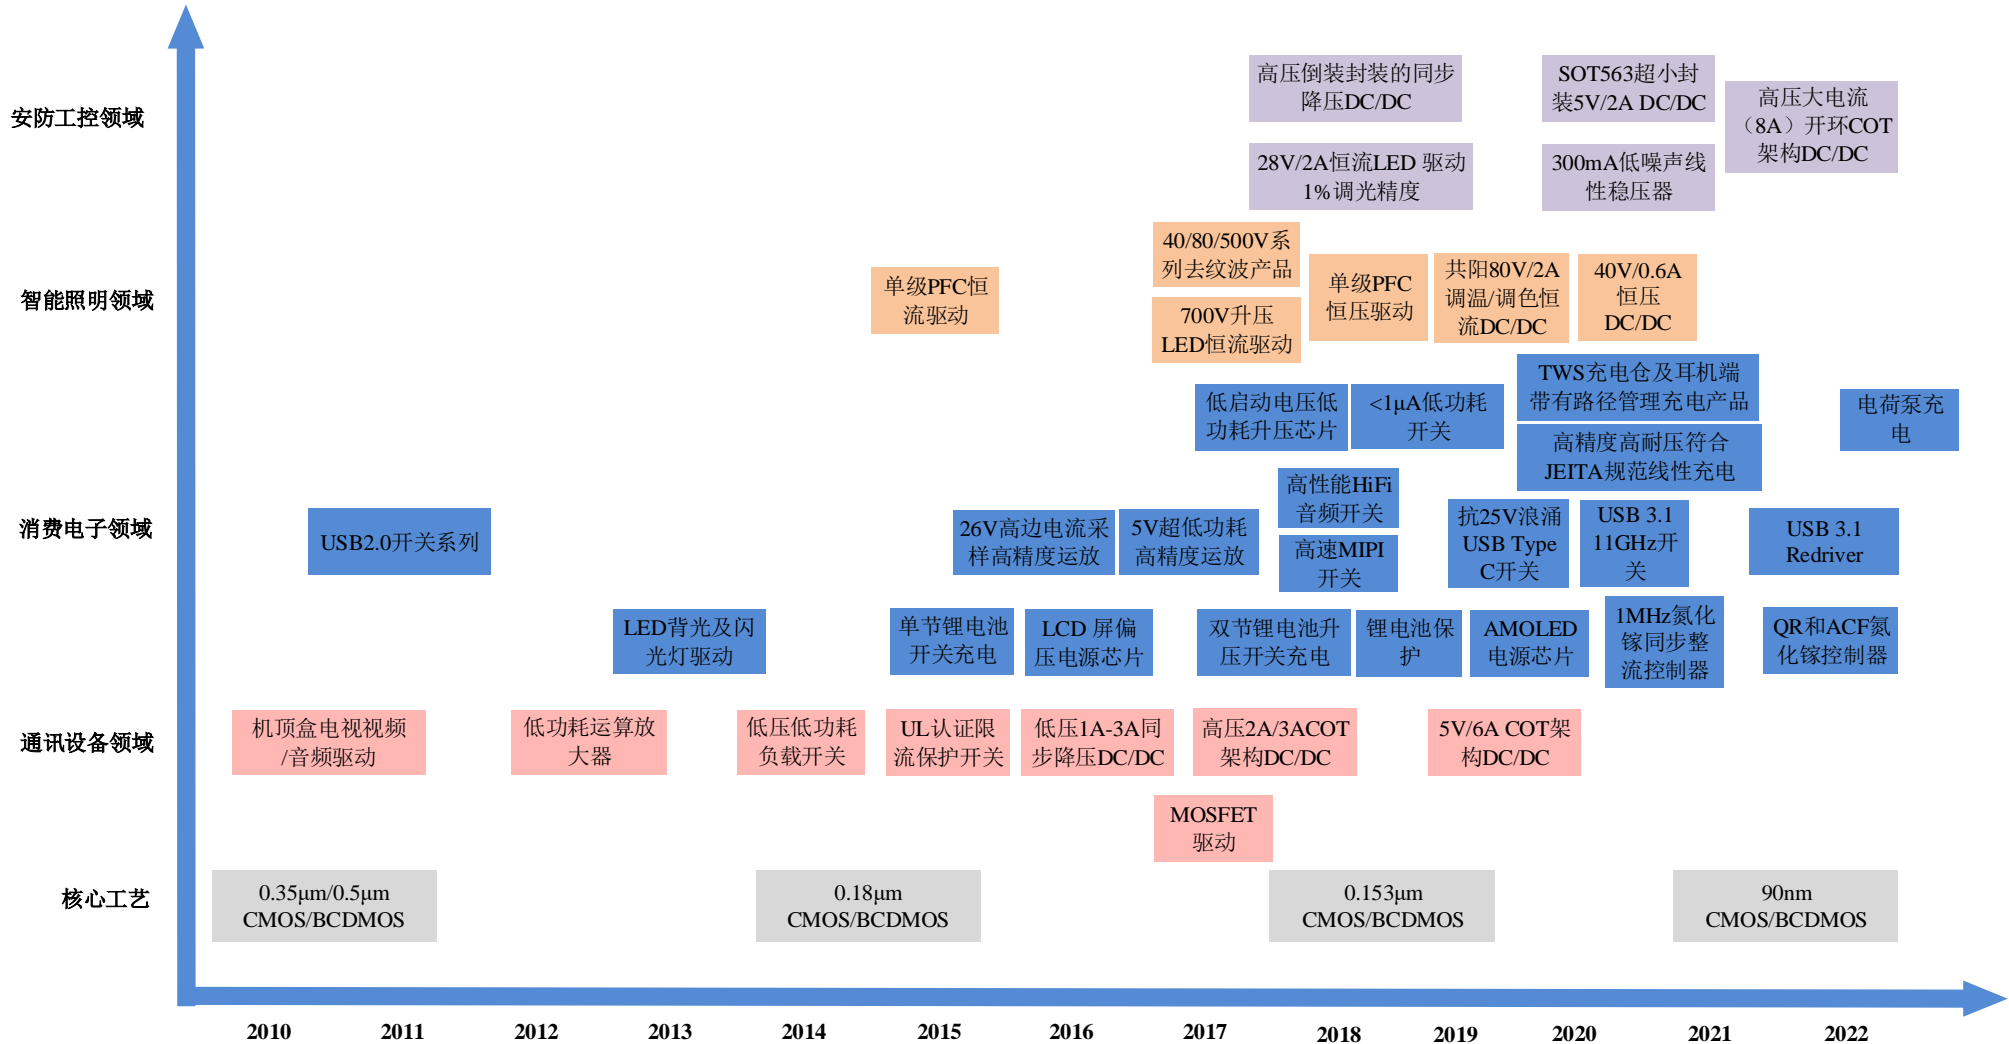 安防工控领域
高压倒装封装的同步
降压DC/DC
SOT563超小封
装5V/2A DC/DC
高压大电流
（8A）开环COT
架构DC/DC
28V/2A恒流LED 驱动
1%调光精度
300mA低噪声线
性稳压器
智能照明领域
单级PFC恒
流驱动
40/80/500V系
列去纹波产品
700V升压
LED恒流驱动
单级PFC
恒压驱动
共阳80V/2A
调温/调色恒
流DC/DC
40V/0.6A
恒压
DC/DC
消费电子领域
低启动电压低
功耗升压芯片
<1μA低功耗
开关
TWS充电仓及耳机端
带有路径管理充电产品
高精度高耐压符合
JEITA规范线性充电
电荷泵充
电
USB2.0开关系列
26V高边电流采
样高精度运放
5V超低功耗
高精度运放
高性能HiFi
音频开关
高速MIPI
开关
抗25V浪涌
USB Type
C开关
USB 3.1
11GHz开
关
USB 3.1
Redriver
LED背光及闪
光灯驱动
单节锂电池
开关充电
LCD 屏偏
压电源芯片
双节锂电池升
压开关充电
锂电池保
护
AMOLED
电源芯片
1MHz氮化
镓同步整
流控制器
QR和ACF氮
化镓控制器
通讯设备领域
机顶盒电视视频
/音频驱动
低功耗运算放
大器
低压低功耗
负载开关
UL认证限
流保护开关
低压1A-3A同
步降压DC/DC
高压2A/3ACOT
架构DC/DC
5V/6A COT架
构DC/DC
MOSFET
驱动
核心工艺
0.35μm/0.5μm
CMOS/BCDMOS
0.18μm
CMOS/BCDMOS
0.153μm
CMOS/BCDMOS
90nm
CMOS/BCDMOS
2010 2011 2012 2013 2014 2015 2016 2017 2018 2019 2020 2021 2022